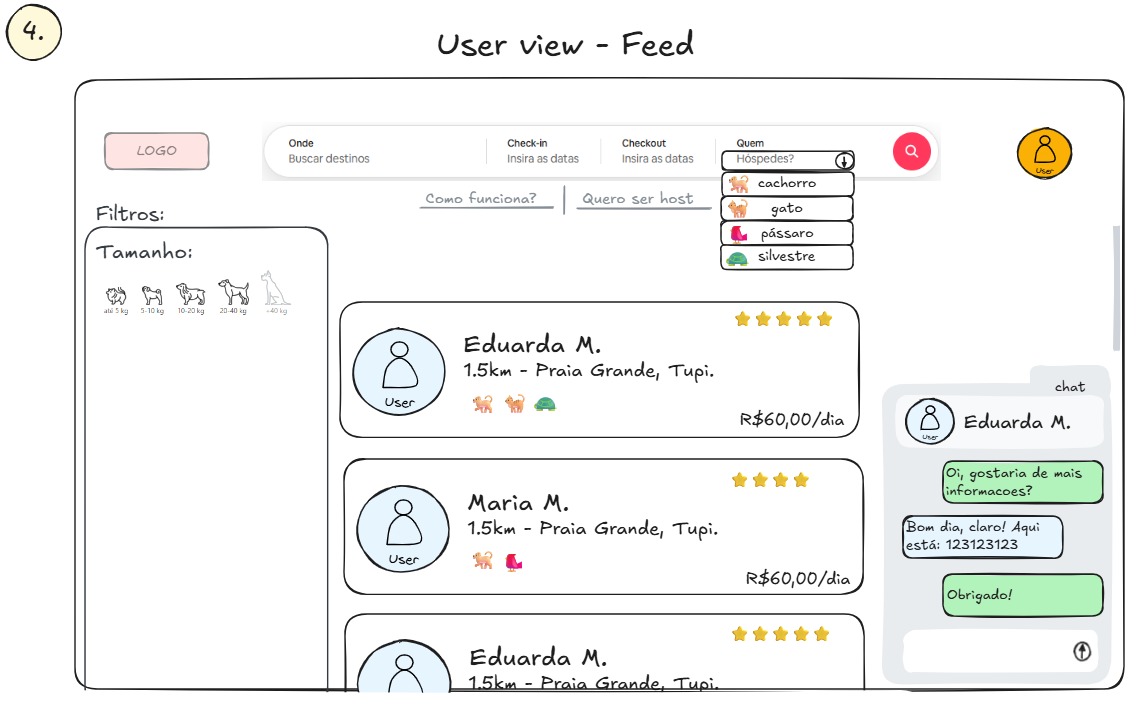 4.
User view - Feed
LOGO
Onde
Buscar destinos
Check-in
Insira as datas
Checkout
Insira as datas
Quem
Hóspedes?
cachorro
gato
pássaro
silvestre
User
Como funciona?
Quero ser host
Filtros:
Tamanho:
até 5 kg
5-10 kg
10-20 kg
20-40 kg
+40 kg
Eduarda M.
1.5km - Praia Grande, Tupi.
User
R$60,00/dia
Maria M.
1.5km - Praia Grande, Tupi.
User
R$60,00/dia
Eduarda M.
1.5km - Praia Grande, Tupi.
chat
User
Eduarda M.
Oi, gostaria de mais
informacoes?
Bom dia, claro! Aqui
está: 123123123
Obrigado!